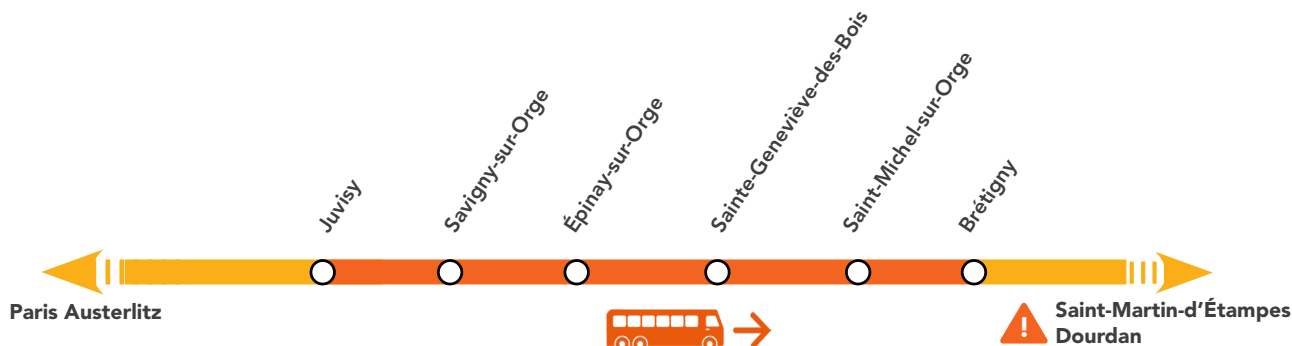 Juvisy
Savigny-sur-Orge
Épinay-sur-Orge
Sainte-Geneviève-des-Bois
Saint-Michel-sur-Orge
Brétigny
Paris Austerlitz
!
Saint-Martin-d’Étampes
Dourdan